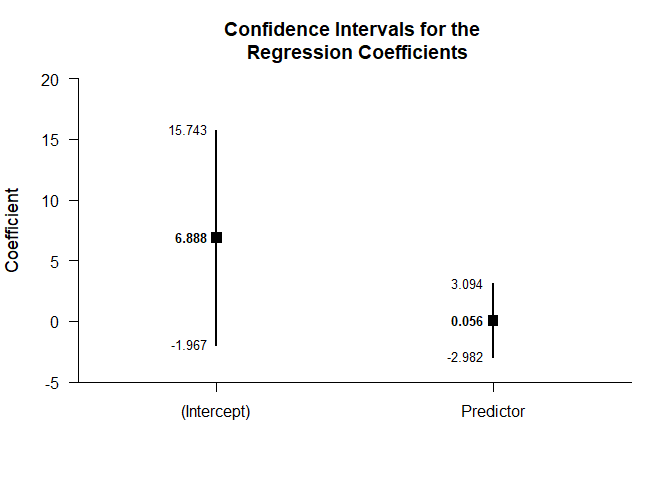 Confidence Intervals for the
Regression Coefficients
Coefficient
20
15
10
5
0
-5
15.743
6.888
-1.967
3.094
0.056
-2.982
(Intercept)
Predictor